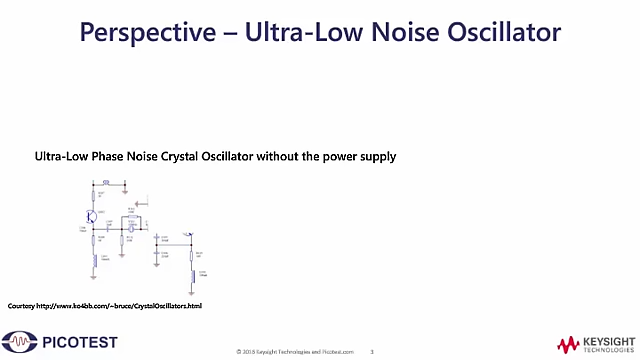 Perspective – Ultra-Low Noise Oscillator
Ultra-Low Phase Noise Crystal Oscillator without the power supply
Courtesy http://www.ko4bb.com/~bruce/CrystalOscillators.html
PICOTEST
© 2018 Keysight Technologies and Picotest.com
3
KEYSIGHT
TECHNOLOGIES